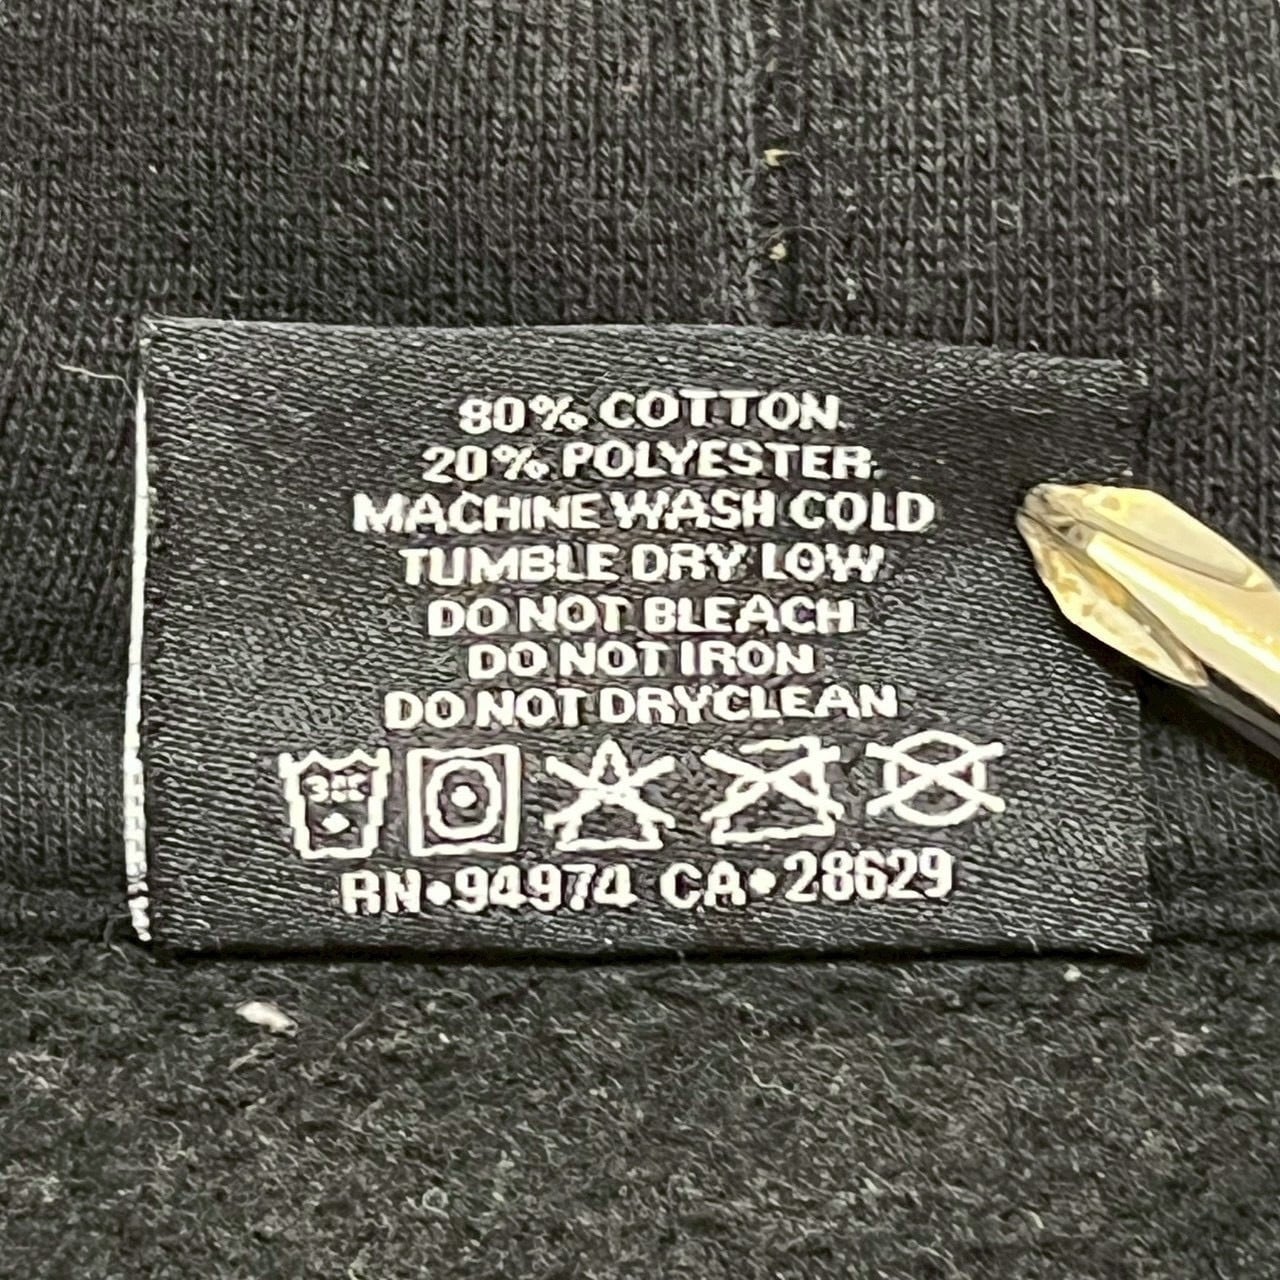 80% COTTON
20% POLYESTER
MACHINE WASH COLD
TUMBLE DRY LOW
DO NOT BLEACH
DO NOT IRON
DO NOT DRYCLEAN
RN•94974 CA•28629